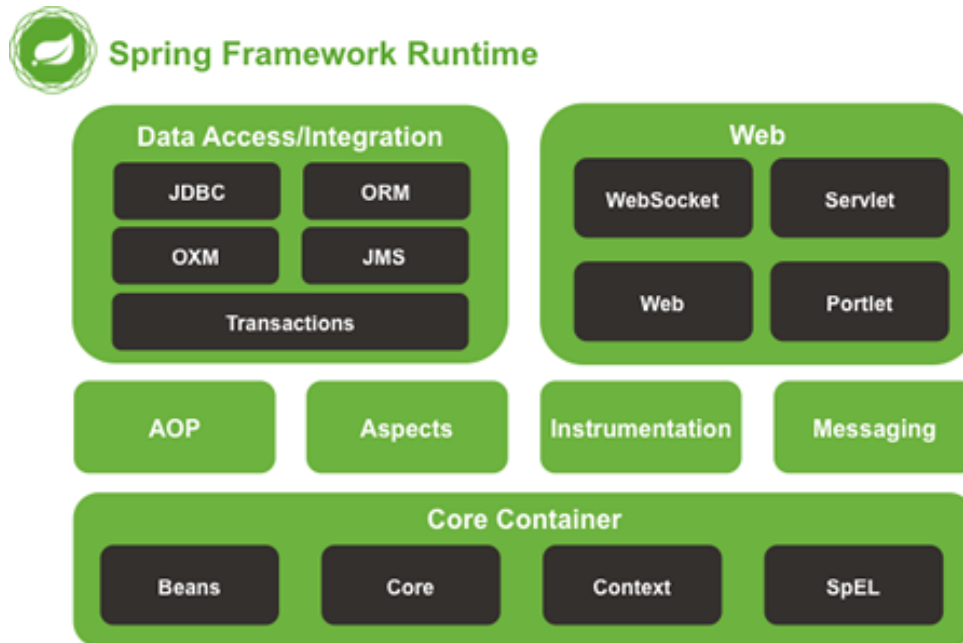 Spring Framework Runtime
Data Access/Integration
JDBC
ORM
OXM
JMS
Transactions
Web
WebSocket
Servlet
Web
Portlet
AOP
Aspects
Instrumentation
Messaging
Core Container
Beans
Core
Context
SpEL